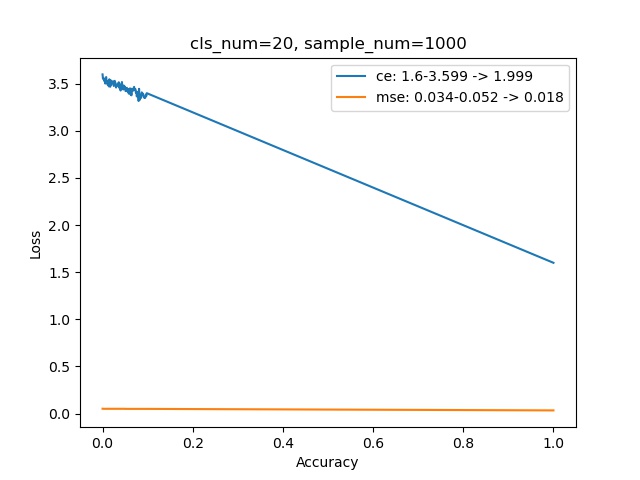 cls_num=20, sample_num=1000
ce: 1.6-3.599 -> 1.999
mse: 0.034-0.052 -> 0.018
3.5
3.0
2.5
2.0
1.5
1.0
0.5
0.0
Loss
0.0 0.2 0.4 0.6 0.8 1.0
Accuracy